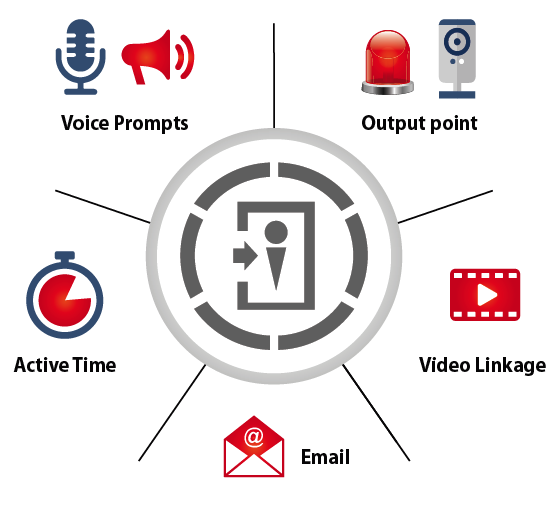 Voice Prompts
Output point
Active Time
Video Linkage
@
Email